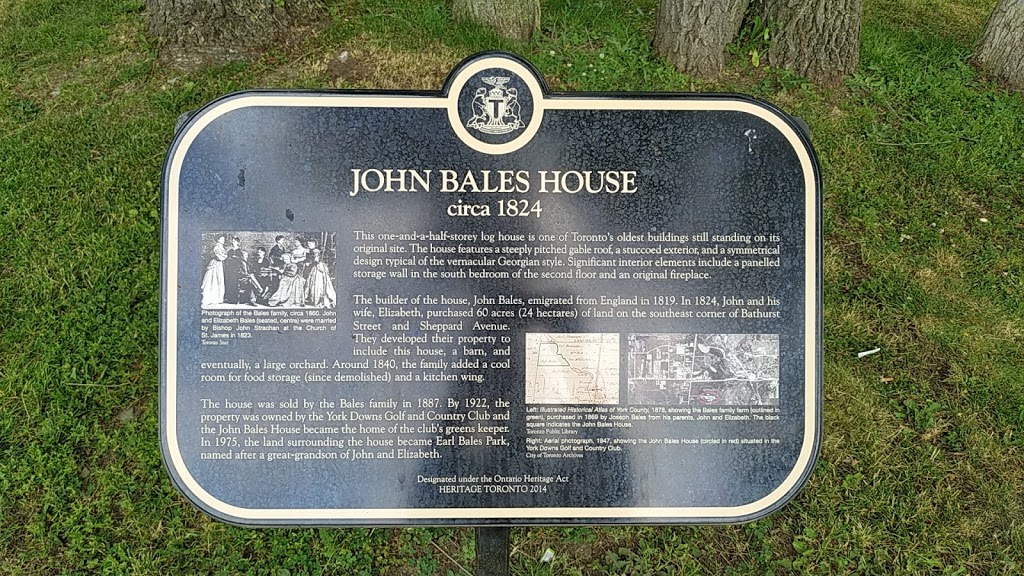 T
JOHN BALES HOUSE
circa 1824
This one-and-a-half-storey log house is one of Toronto's oldest buildings still standing on its
original site. The house features a steeply pitched gable roof, a stuccoed exterior, and a symmetrical
design typical of the vernacular Georgian style. Significant interior elements include a panelled
storage wall in the south bedroom of the second floor and an original fireplace.
Photograph of the Bales family, circa 1860. John
and Elizabeth Bales (seated, centre) were married
by Bishop John Strachan at the Church of
St. James in 1823.
Toronto Star
The builder of the house, John Bales, emigrated from England in 1819. In 1824, John and his
wife, Elizabeth, purchased 60 acres (24 hectares) of land on the southeast corner of Bathurst
Street and Sheppard Avenue.
They developed their property to
include this house, a barn, and
eventually, a large orchard. Around 1840, the family added a cool
room for food storage (since demolished) and a kitchen wing.
The house was sold by the Bales family in 1887. By 1922, the
property was owned by the York Downs Golf and Country Club and
the John Bales House became the home of the club's greens keeper.
In 1975, the land surrounding the house became Earl Bales Park,
named after a great-grandson of John and Elizabeth.
Left: Illustrated Historical Atlas of York County, 1878, showing the Bales family farm (outlined in
green), purchased in 1869 by Joseph Bales from his parents, John and Elizabeth. The black
square indicates the John Bales House.
Toronto Public Library
Right: Aerial photograph, 1947, showing the John Bales House (circled in red) situated in the
York Downs Golf and Country Club.
City of Toronto Archives
Designated under the Ontario Heritage Act
HERITAGE TORONTO 2014